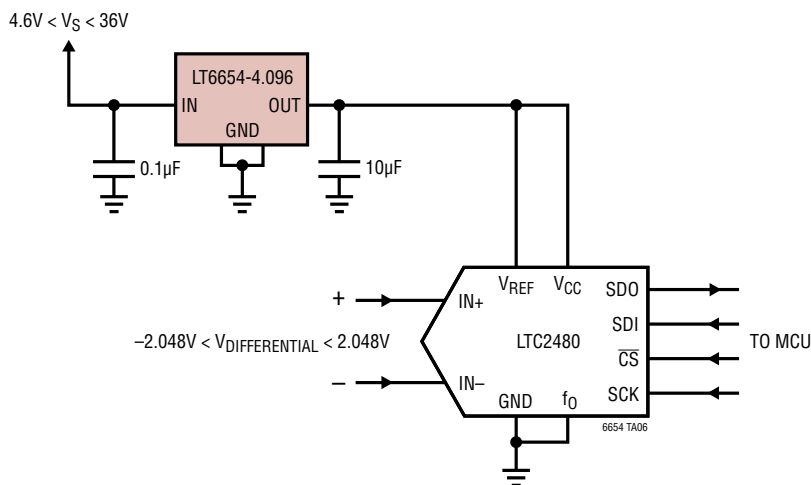 4.6V < VS < 36V
LT6654-4.096
IN OUT
GND
0.1µF
10µF
VREF VCC SDO
+ IN+
SDI
−2.048V < VDIFFERENTIAL < 2.048V
LTC2480
TO MCU
CS
− IN−
SCK
GND fO
6654 TA06